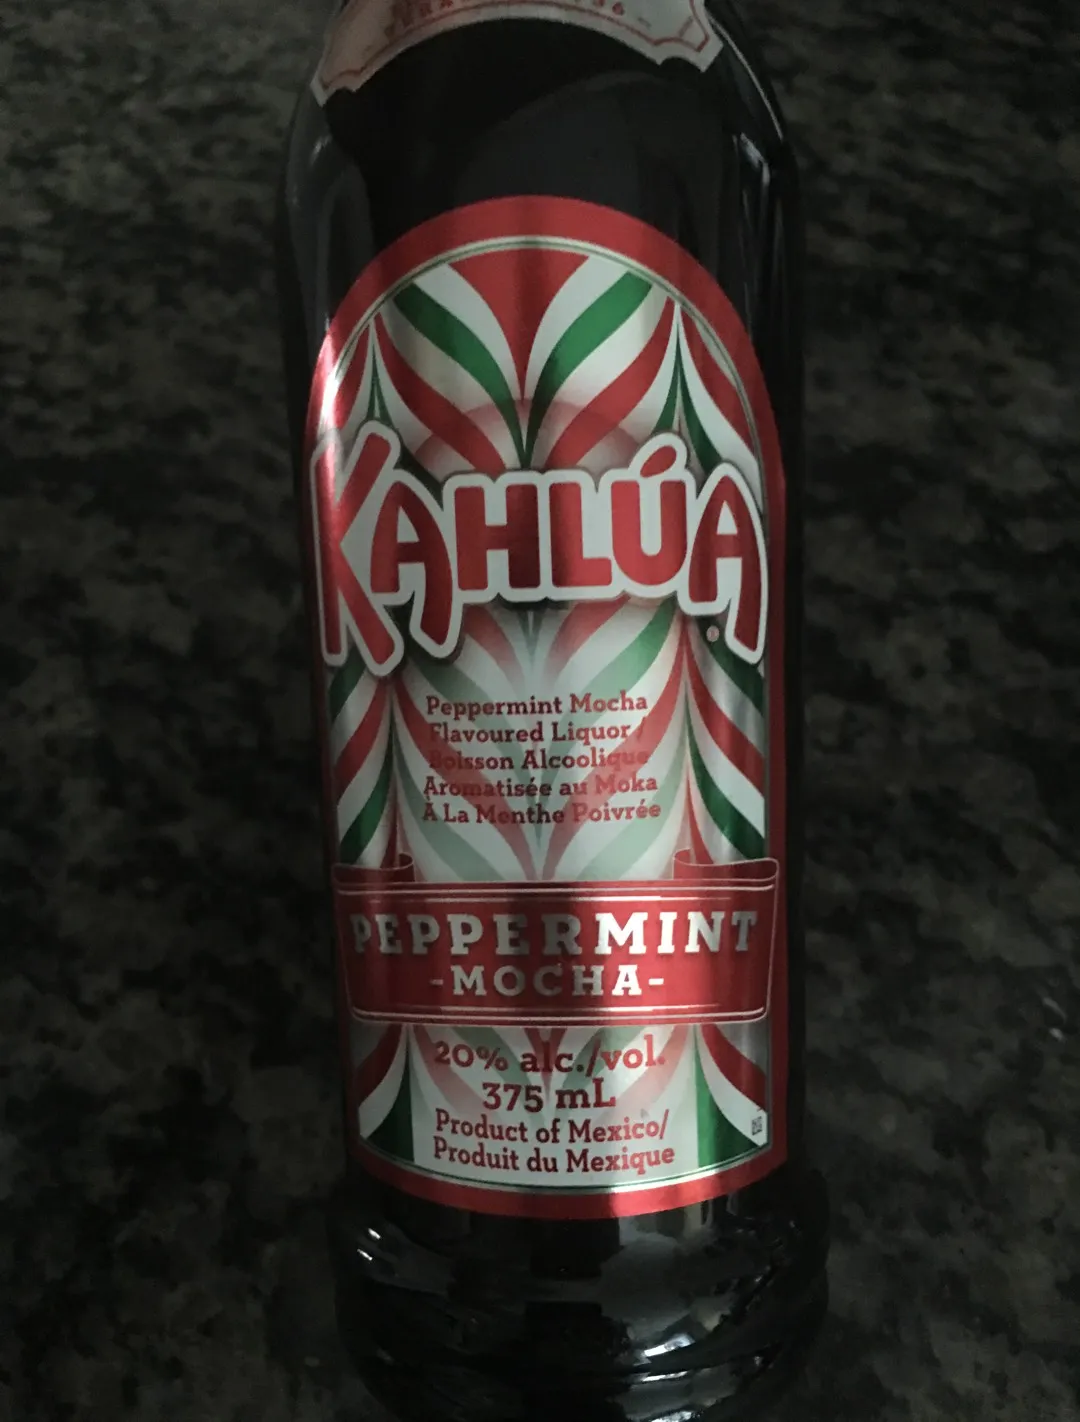 KAHLÚA
Peppermint Mocha
Flavoured Liquor /
Boisson Alcoolique
Aromatisée au Moka
À La Menthe Poivrée
PEPPERMINT
-MOCHA-
20% alc./vol.
375 mL
Product of Mexico/
Produit du Mexique